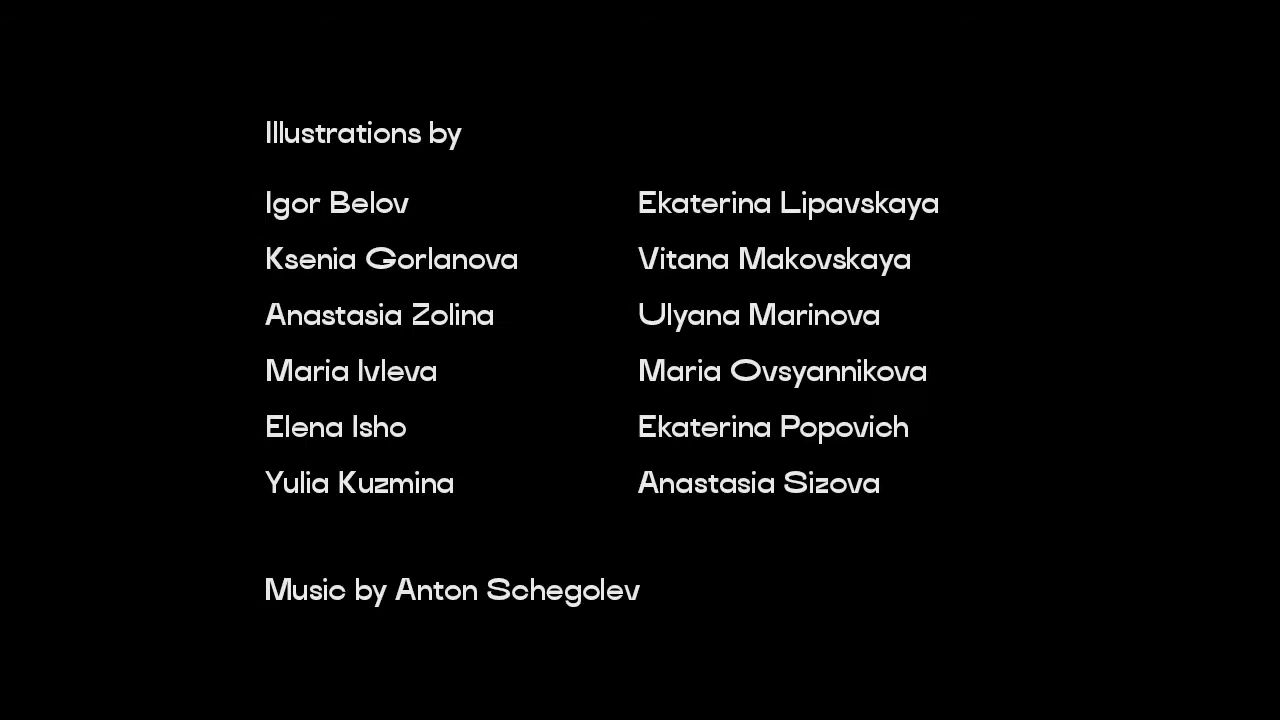 Illustrations by
Igor Belov
Ksenia Gorlanova
Anastasia Zolina
Maria Ivleva
Elena Isho
Yulia Kuzmina
Ekaterina Lipavskaya
Vitana Makovskaya
Ulyana Marinova
Maria Ovsyannikova
Ekaterina Popovich
Anastasia Sizova
Music by Anton Schegolev